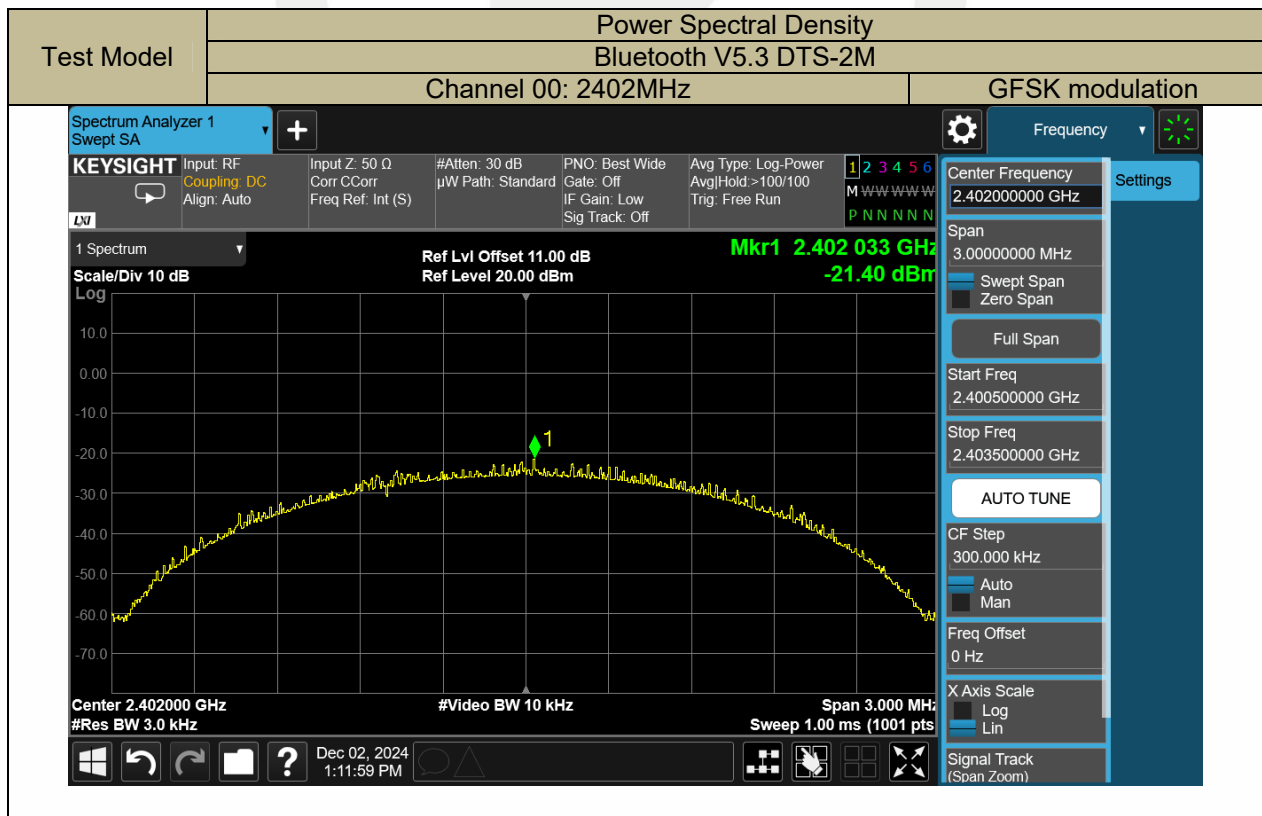 Test Model
Power Spectral Density
Bluetooth V5.3 DTS-2M
Channel 00: 2402MHz
GFSK modulation
Spectrum Analyzer 1
Swept SA
Frequency
KEYSIGHT
LXI
Input: RF
Coupling: DC
Align: Auto
Input Z: 50 Ω
Corr CCorr
Freq Ref: Int (S)
#Atten: 30 dB
µW Path: Standard
PNO: Best Wide
Gate: Off
IF Gain: Low
Sig Track: Off
Avg Type: Log-Power
Avg|Hold:>100/100
Trig: Free Run
1 2 3 4 5 6
M W W W W W
P N N N N N
1 Spectrum
Scale/Div 10 dB
Log
Ref Lvl Offset 11.00 dB
Ref Level 20.00 dBm
Mkr1 2.402 033 GHz
-21.40 dBm
10.0
0.00
-10.0
-20.0
-30.0
-40.0
-50.0
-60.0
-70.0
1
Center 2.402000 GHz
#Res BW 3.0 kHz
#Video BW 10 kHz
Span 3.000 MHz
Sweep 1.00 ms (1001 pts
Center Frequency
2.402000000 GHz
Span
3.00000000 MHz
Swept Span
Zero Span
Full Span
Start Freq
2.400500000 GHz
Stop Freq
2.403500000 GHz
AUTO TUNE
CF Step
300.000 kHz
Auto
Man
Freq Offset
0 Hz
X Axis Scale
Log
Lin
Signal Track
(Span Zoom)
Settings
?
Dec 02, 2024
1:11:59 PM